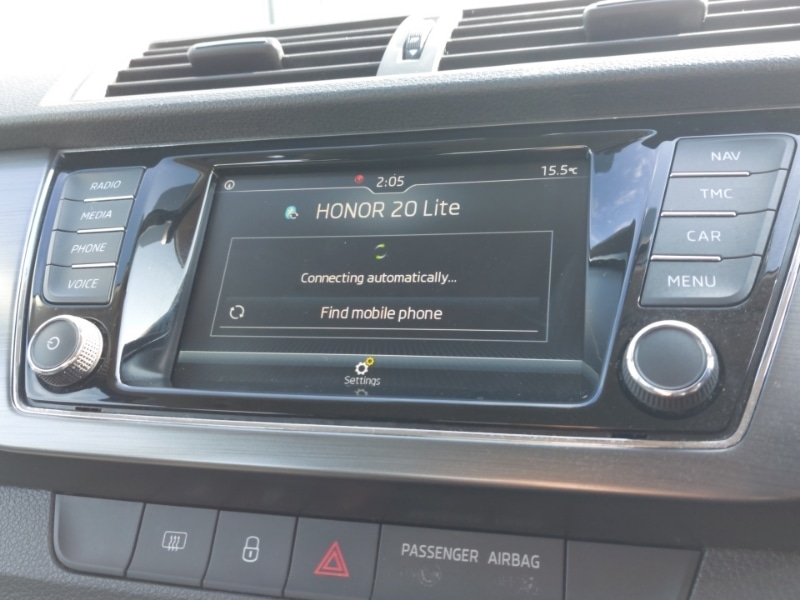 RADIO
MEDIA
PHONE
VOICE
2:05
15.5°C
HONOR 20 Lite
Connecting automatically...
Find mobile phone
Settings
NAV
TMC
CAR
MENU
PASSENGER AIRBAG